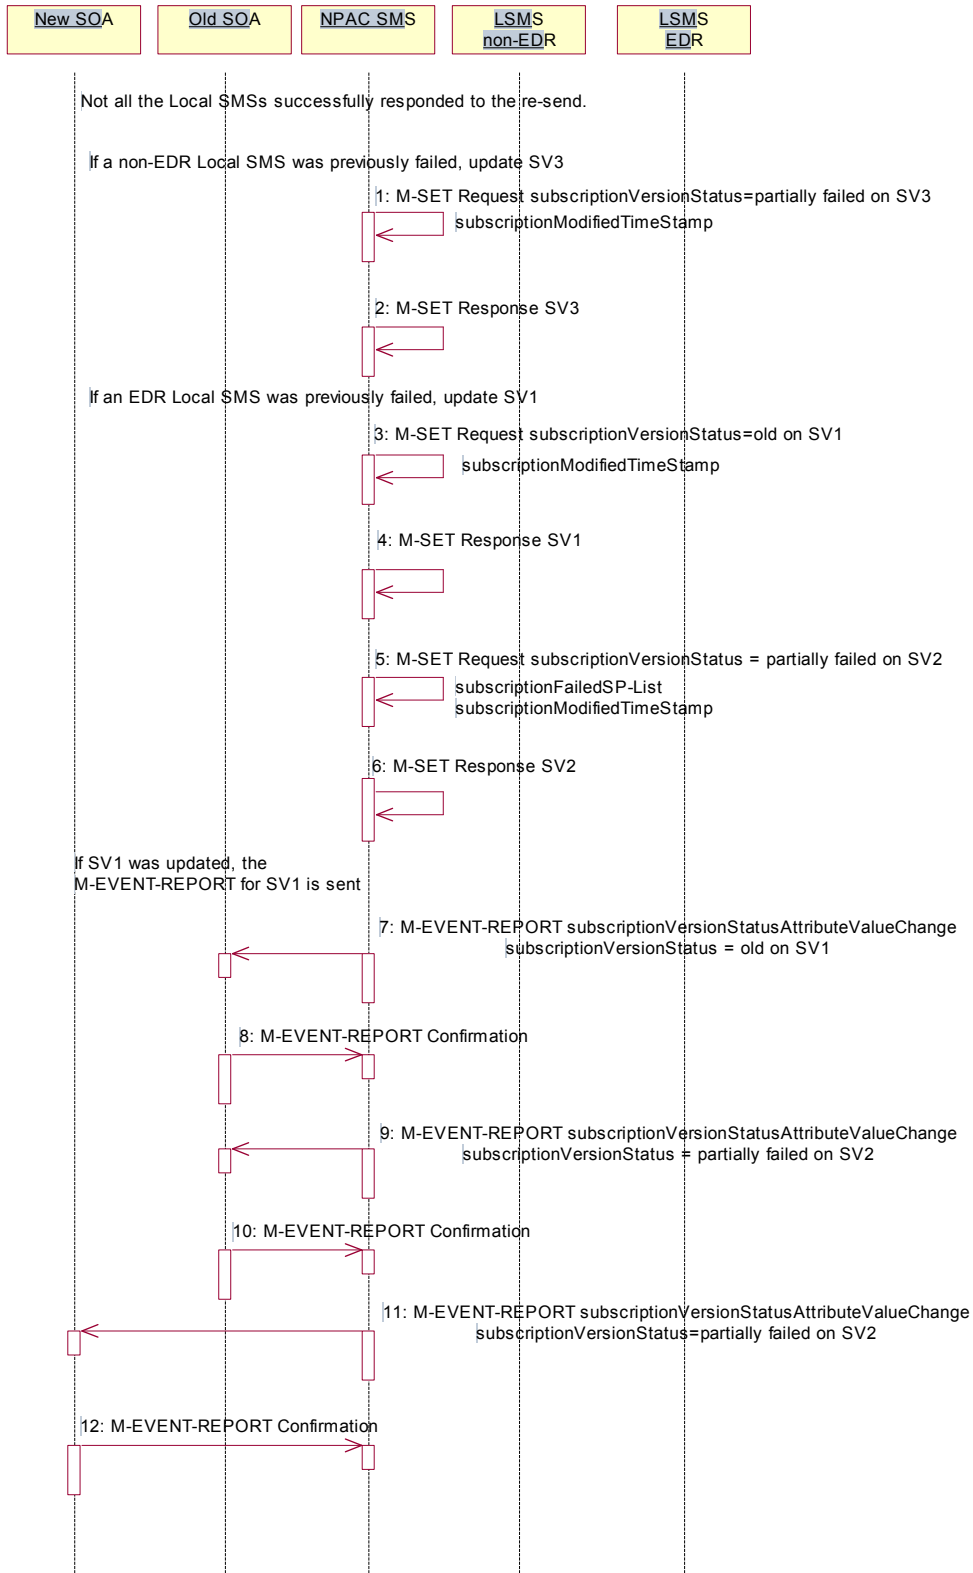 New SOA
Old SOA
NPAC SMS
LSMS
non-EDR
LSMS
EDR
Not all the Local SMSs successfully responded to the re-send.
If a non-EDR Local SMS was previously failed, update SV3
1: M-SET Request subscriptionVersionStatus=partially failed on SV3
subscriptionModifiedTimeStamp
2: M-SET Response SV3
If an EDR Local SMS was previously failed, update SV1
3: M-SET Request subscriptionVersionStatus=old on SV1
subscriptionModifiedTimeStamp
4: M-SET Response SV1
5: M-SET Request subscriptionVersionStatus = partially failed on SV2
subscriptionFailedSP-List
subscriptionModifiedTimeStamp
6: M-SET Response SV2
If SV1 was updated, the
M-EVENT-REPORT for SV1 is sent
7: M-EVENT-REPORT subscriptionVersionStatusAttributeValueChange
subscriptionVersionStatus = old on SV1
8: M-EVENT-REPORT Confirmation
9: M-EVENT-REPORT subscriptionVersionStatusAttributeValueChange
subscriptionVersionStatus = partially failed on SV2
10: M-EVENT-REPORT Confirmation
11: M-EVENT-REPORT subscriptionVersionStatusAttributeValueChange
subscriptionVersionStatus=partially failed on SV2
12: M-EVENT-REPORT Confirmation